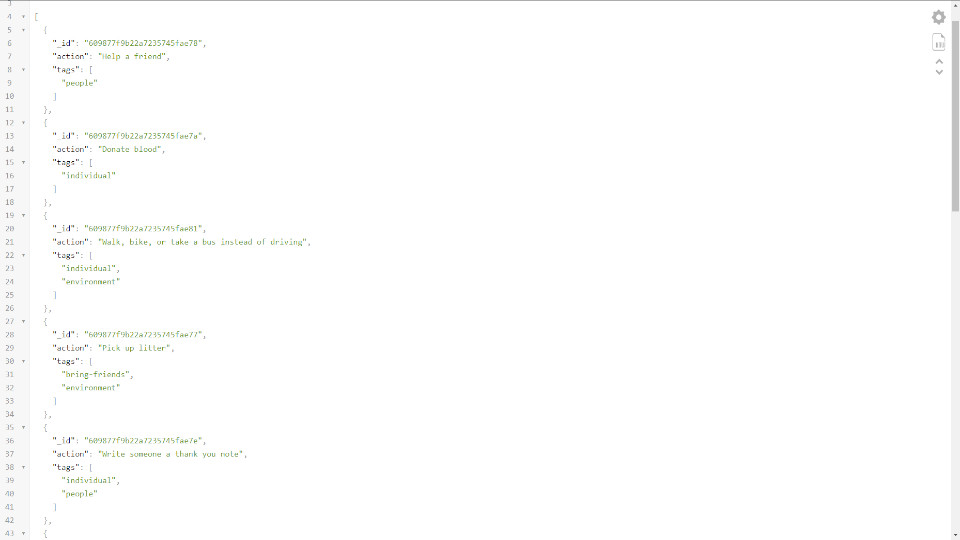 3
4 [
5 {
6 "_id": "609877f9b22a7235745fae78",
7 "action": "Help a friend",
8 "tags": [
9 "people"
10 ]
11 },
12 {
13 "_id": "609877f9b22a7235745fae7a",
14 "action": "Donate blood",
15 "tags": [
16 "individual"
17 ]
18 },
19 {
20 "_id": "609877f9b22a7235745fae81",
21 "action": "Walk, bike, or take a bus instead of driving",
22 "tags": [
23 "individual",
24 "environment"
25 ]
26 },
27 {
28 "_id": "609877f9b22a7235745fae77",
29 "action": "Pick up litter",
30 "tags": [
31 "bring-friends",
32 "environment"
33 ]
34 },
35 {
36 "_id": "609877f9b22a7235745fae7e",
37 "action": "Write someone a thank you note",
38 "tags": [
39 "individual",
40 "people"
41 ]
42 },
43 {